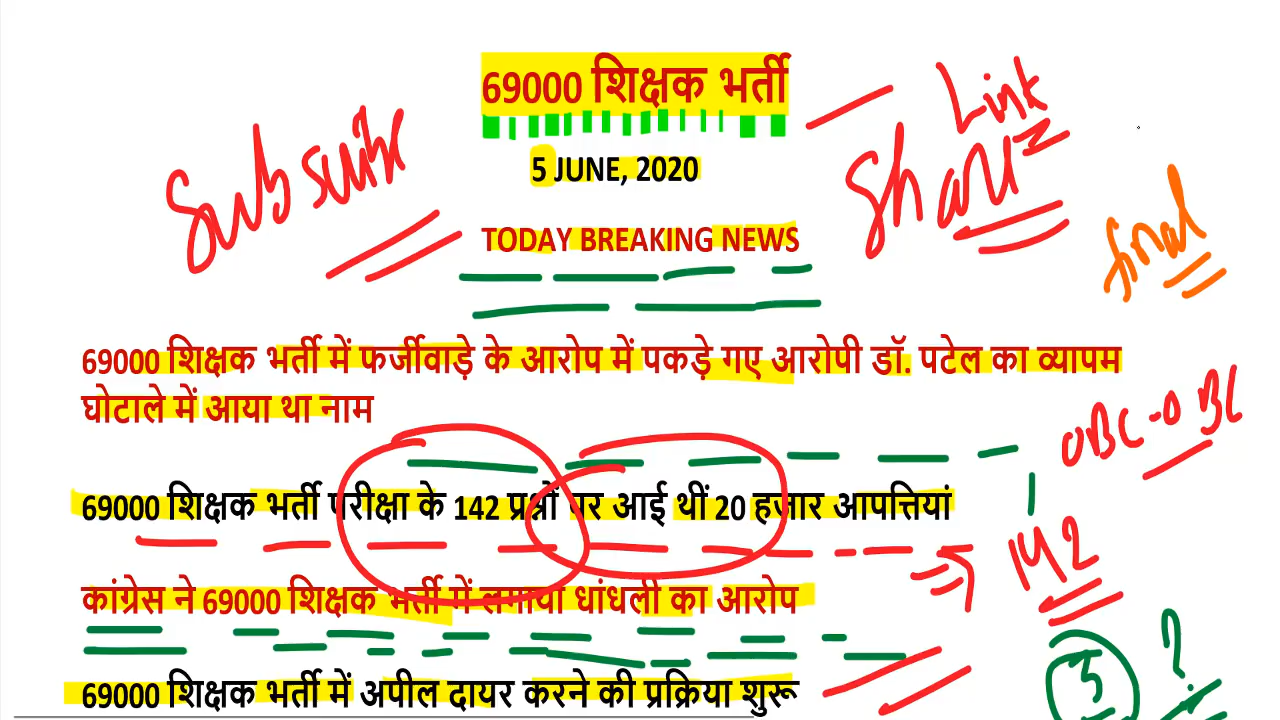 69000 शिक्षक भर्ती
Link
Subscribe
Share
5 JUNE, 2020
final
TODAY BREAKING NEWS
69000 शिक्षक भर्ती में फर्जीवाड़े के आरोप में पकड़े गए आरोपी डॉ. पटेल का व्यापम
घोटाले में आया था नाम
OBC - OBC
69000 शिक्षक भर्ती परीक्षा के 142 प्रश्नों पर आई थीं 20 हजार आपत्तियां
142
कांग्रेस ने 69000 शिक्षक भर्ती में लगाया धांधली का आरोप
5 ?
69000 शिक्षक भर्ती में अपील दायर करने की प्रक्रिया शुरू